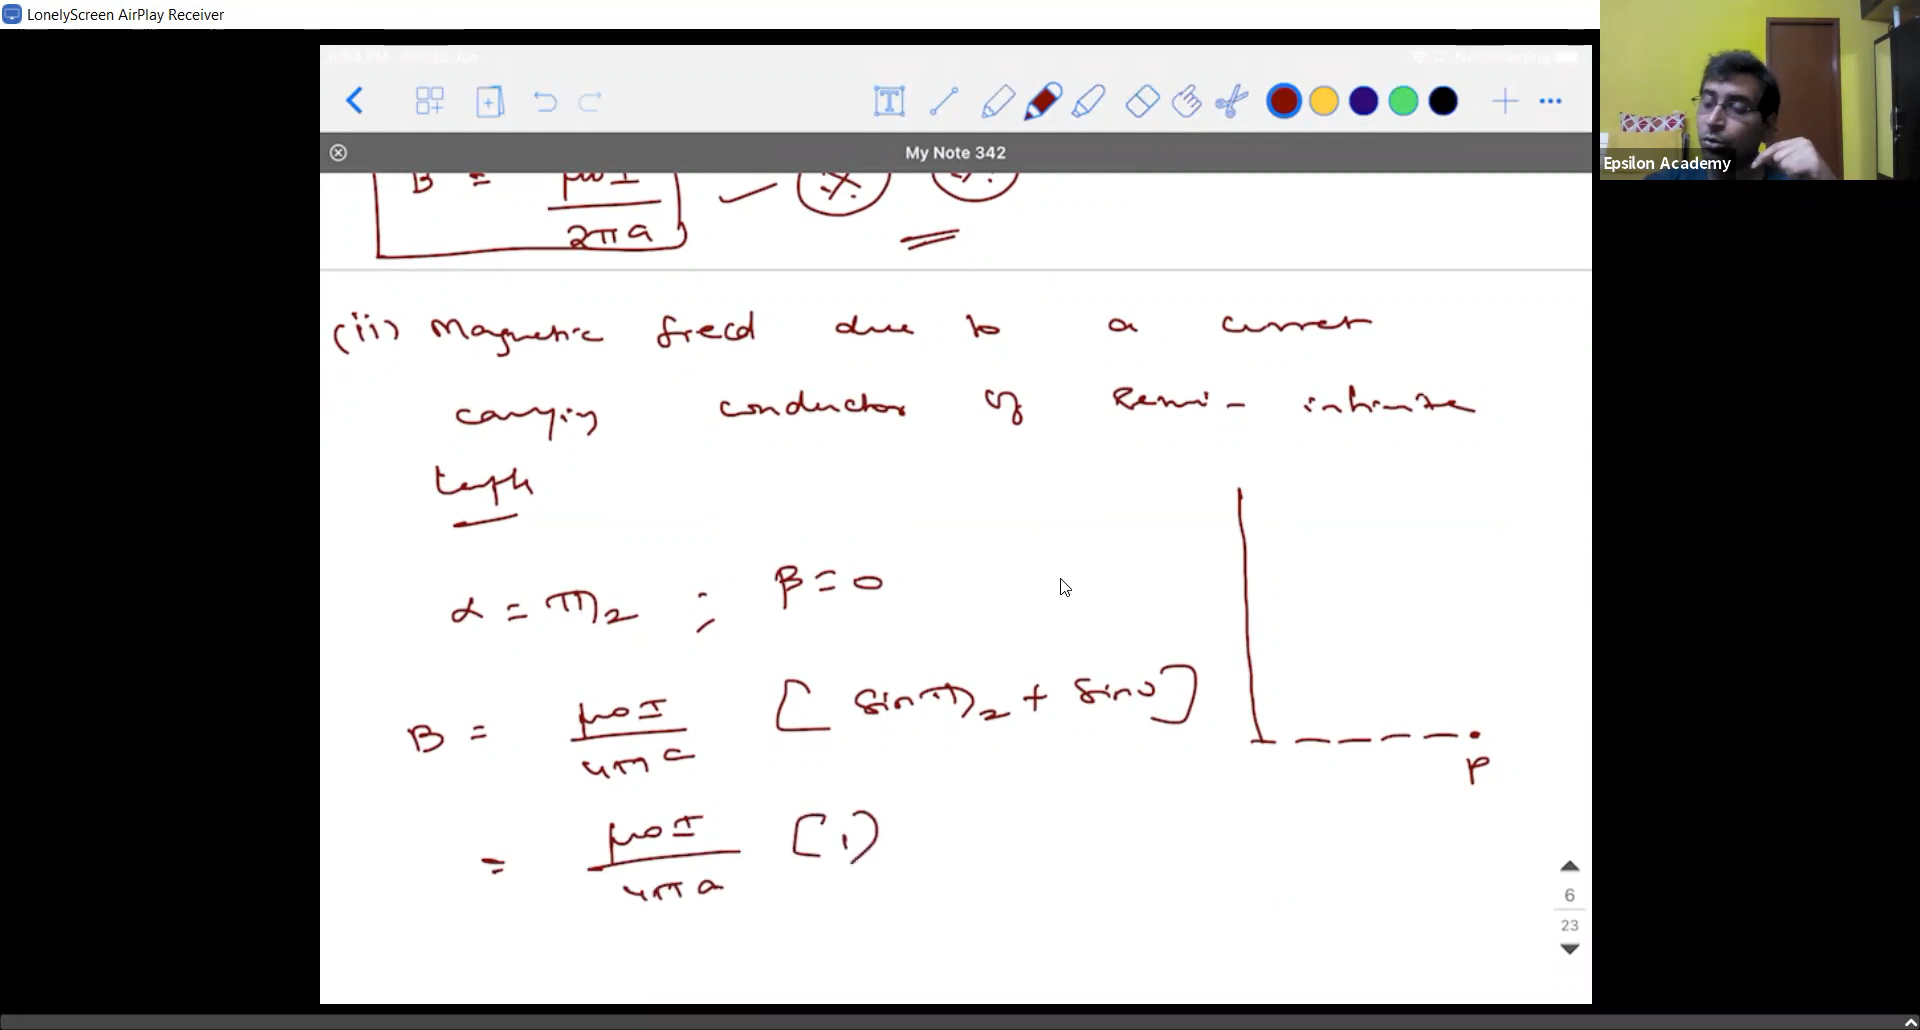 LonelyScreen AirPlay Receiver
My Note 342
Epsilon Academy
B = μ₀I / 2πa
(ii) Magnetic field due to a current
carrying conductor of semi-infinite
length
α = π/2 ; β = 0
B = μ₀I / 4πa [sin π/2 + sin 0]
P
= μ₀I / 4πa [1]
6
23